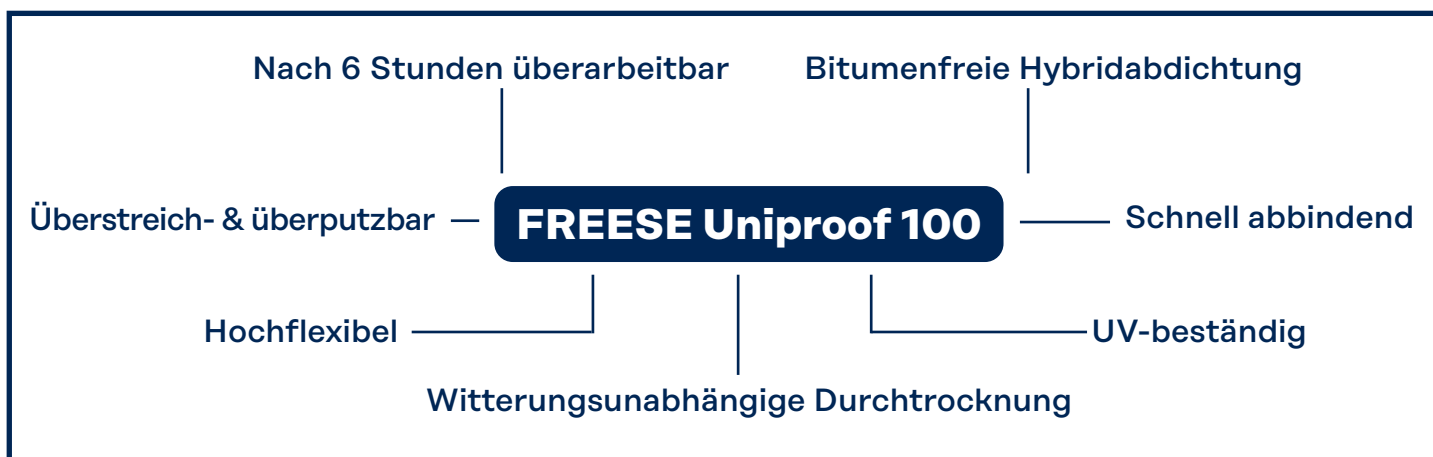 Nach 6 Stunden überarbeitbar
Bitumenfreie Hybridabdichtung
Überstreich- & überputzbar
FREESE Uniproof 100
Schnell abbindend
Hochflexibel
UV-beständig
Witterungsunabhängige Durchtrocknung